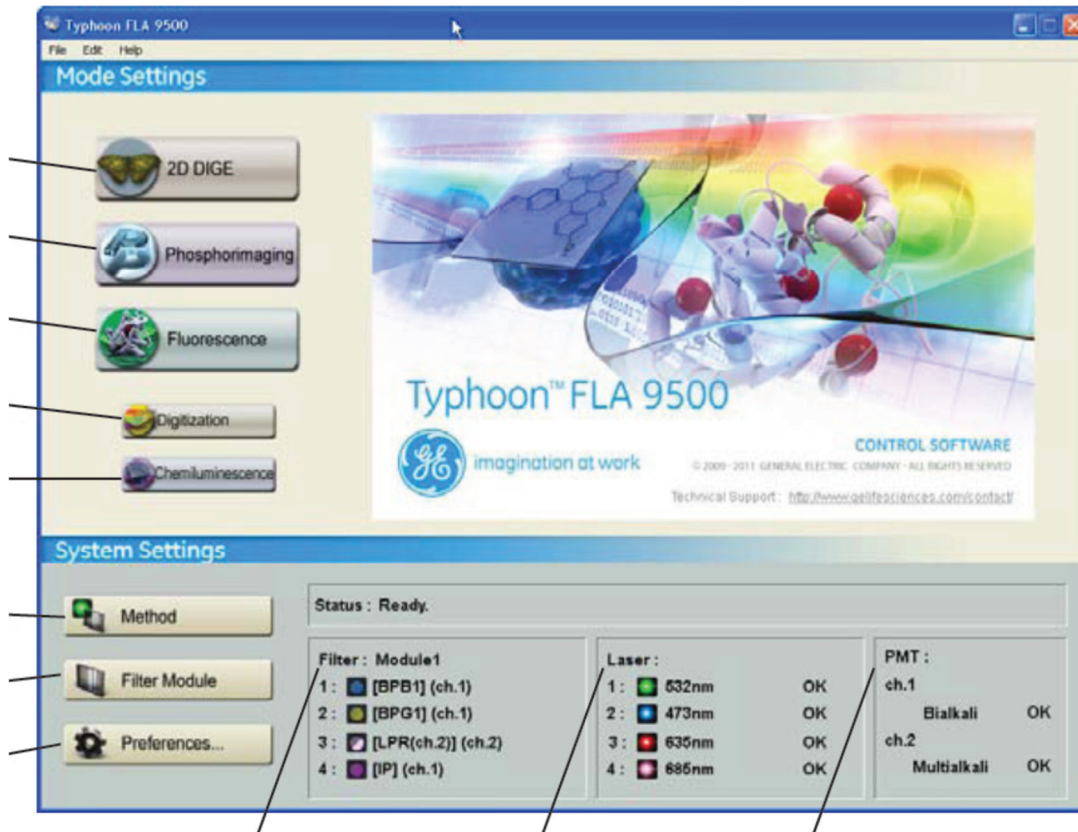 Typhoon FLA 9500
File Edit Help
Mode Settings
2D DIGE
Phosphorimaging
Fluorescence
Digitization
Chemiluminescence
Typhoon™ FLA 9500
GE imagination at work
CONTROL SOFTWARE
© 2009 - 2011 GENERAL ELECTRIC COMPANY - ALL RIGHTS RESERVED
Technical Support : http://www.gelifesciences.com/contact/
System Settings
Method
Filter Module
Preferences...
Status : Ready.
Filter : Module1
1 : [BPB1] (ch.1)
2 : [BPG1] (ch.1)
3 : [LPR(ch.2)] (ch.2)
4 : [IP] (ch.1)
Laser :
1 : 532nm OK
2 : 473nm OK
3 : 635nm OK
4 : 685nm OK
PMT :
ch.1
Bialkali OK
ch.2
Multialkali OK